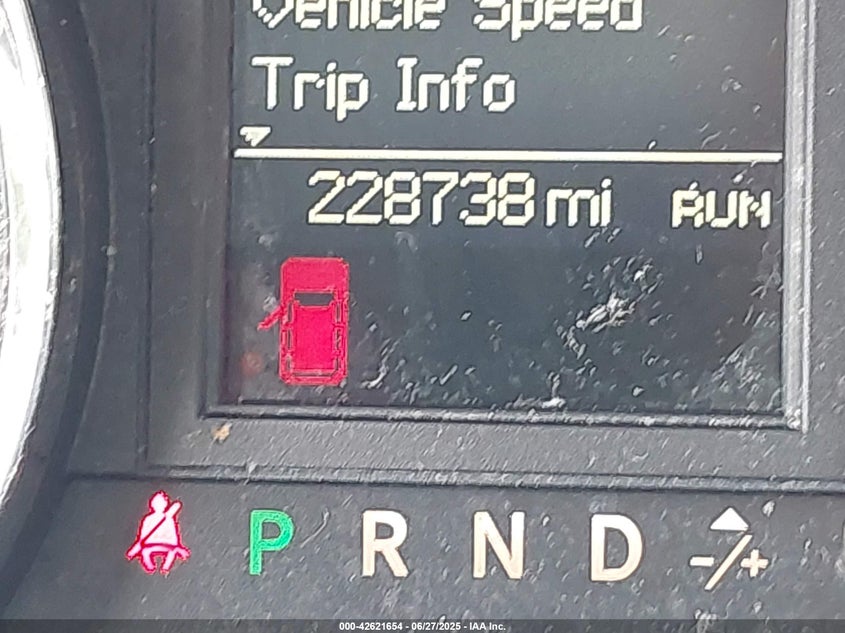 Vehicle Speed
Trip Info
228738 mi RUN
P R N D -/+
000-42621654 - 06/27/2025 - IAA Inc.